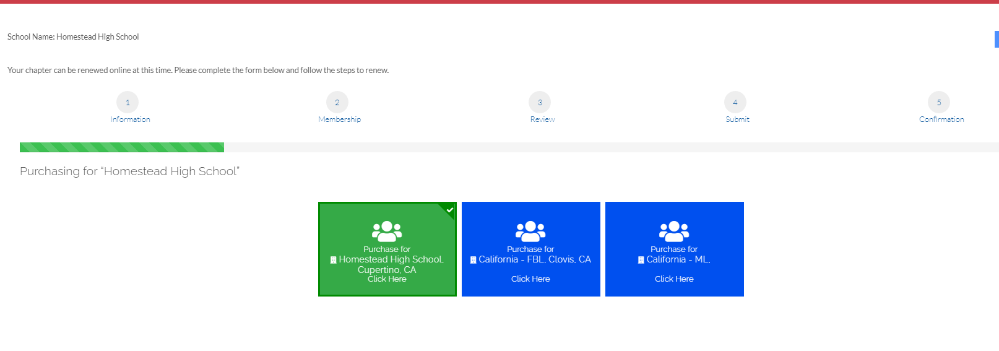 School Name: Homestead High School
Your chapter can be renewed online at this time. Please complete the form below and follow the steps to renew.
1
2
3
4
5
Information
Membership
Review
Submit
Confirmation
Purchasing for “Homestead High School”
Purchase for
Homestead High School,
Cupertino, CA
Click Here
Purchase for
California - FBL, Clovis, CA
Click Here
Purchase for
California - ML,
Click Here